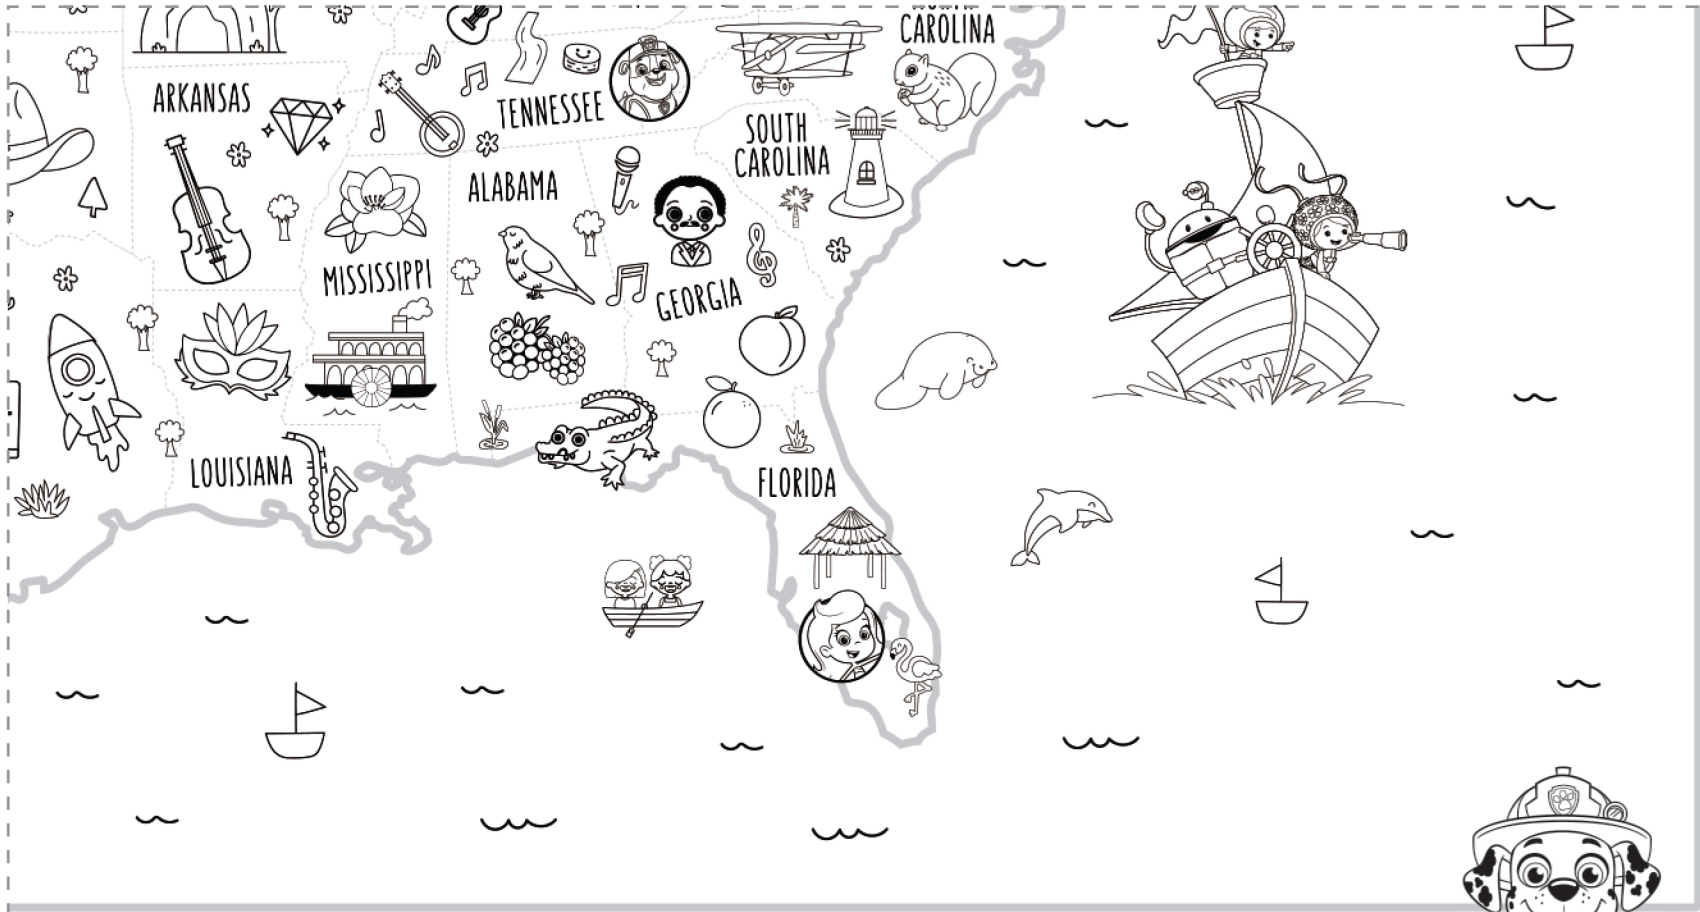 CAROLINA
ARKANSAS
TENNESSEE
SOUTH
CAROLINA
ALABAMA
MISSISSIPPI
GEORGIA
LOUISIANA
FLORIDA